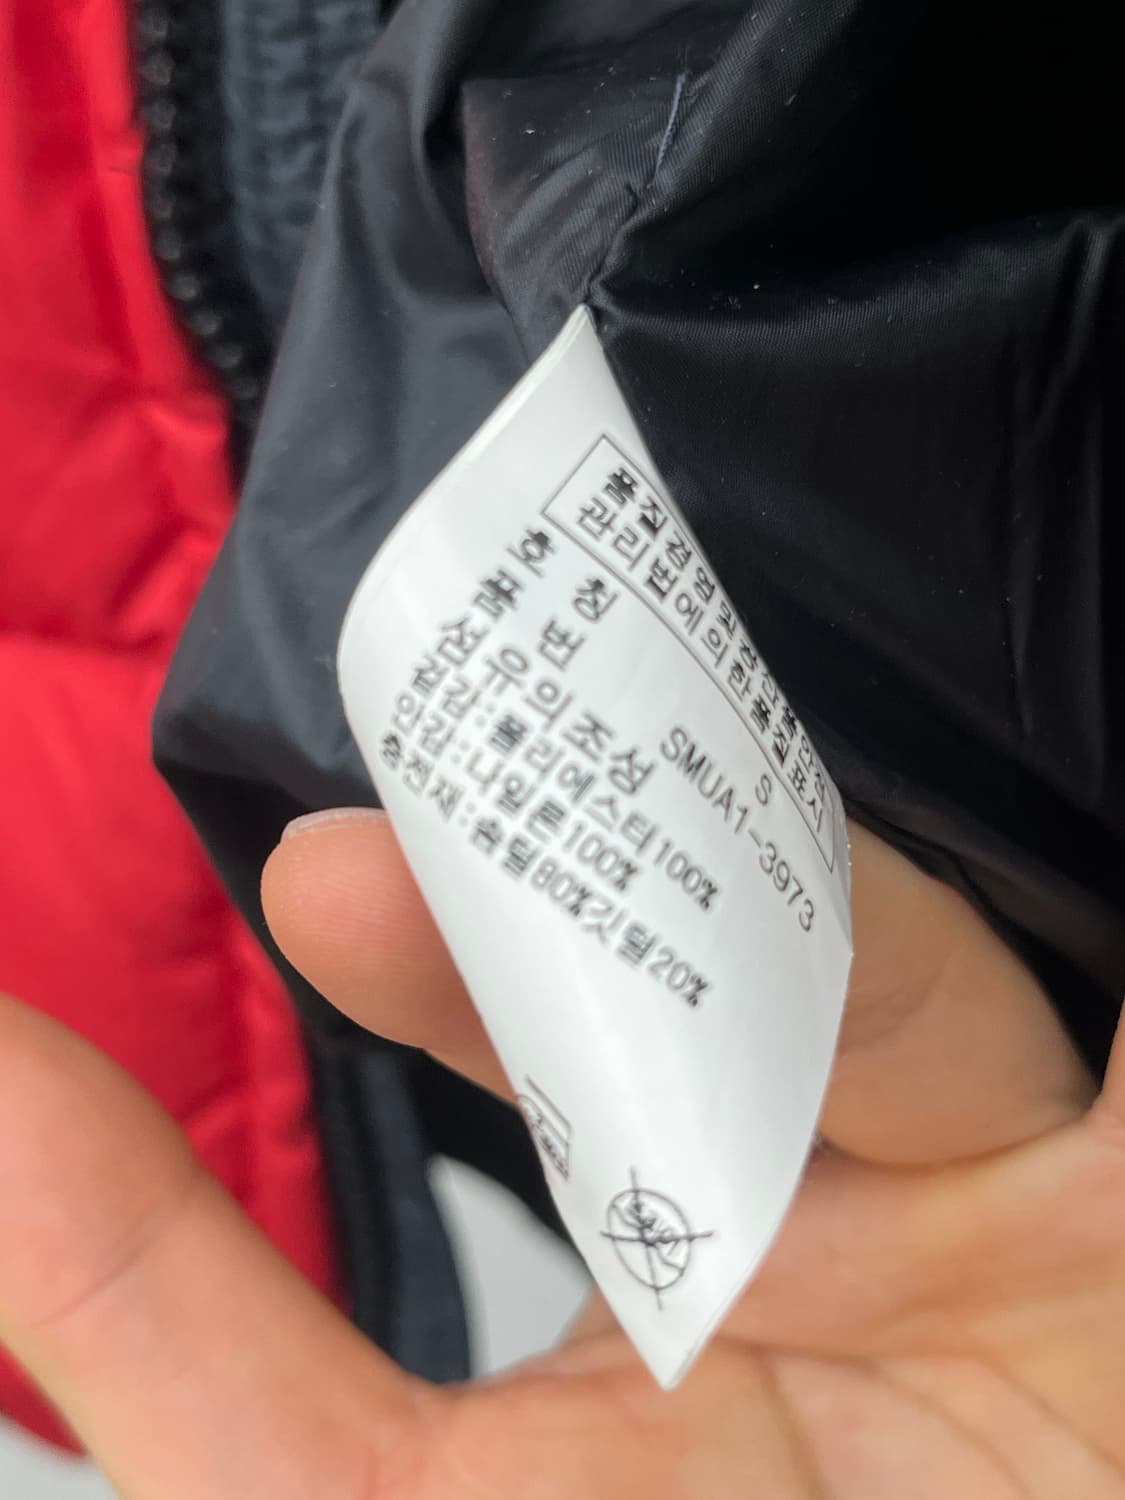 품질경영및공산품안전
관리법에의한품질표시
호 칭 S
품 번 SMUA1-3973
섬유의조성
겉감:폴리에스터100%
안감:나일론100%
충전재:솜털80%깃털20%